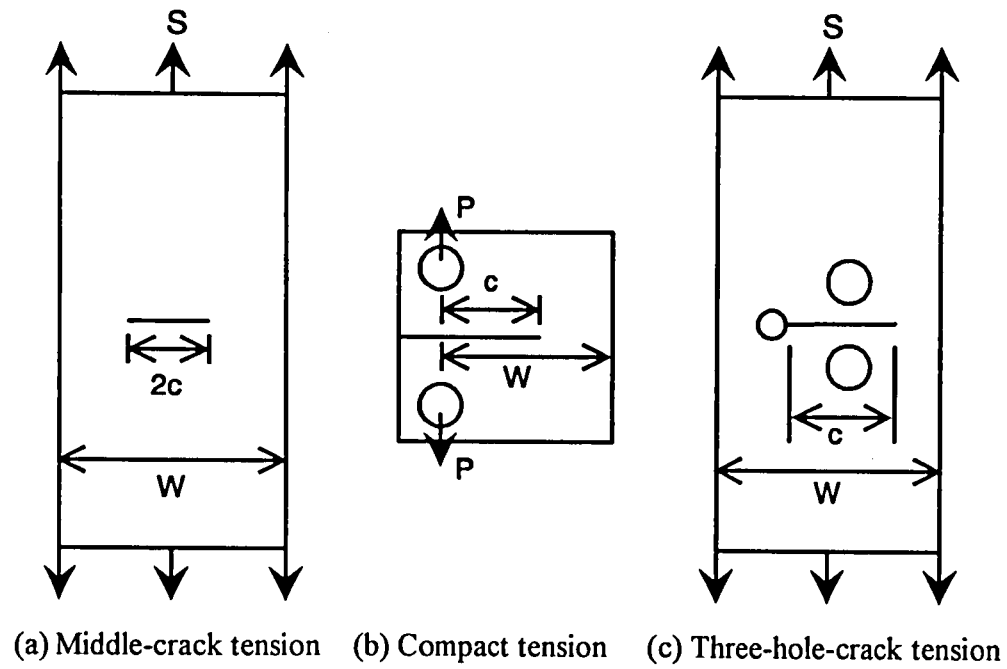 S
2c
W
(a) Middle-crack tension
P
c
W
P
(b) Compact tension
S
c
W
(c) Three-hole-crack tension